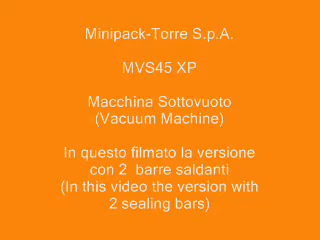 Minipack-Torre S.p.A.
MVS45 XP
Macchina Sottovuoto
(Vacuum Machine)
In questo filmato la versione
con 2 barre saldanti
(In this video the version with
2 sealing bars)